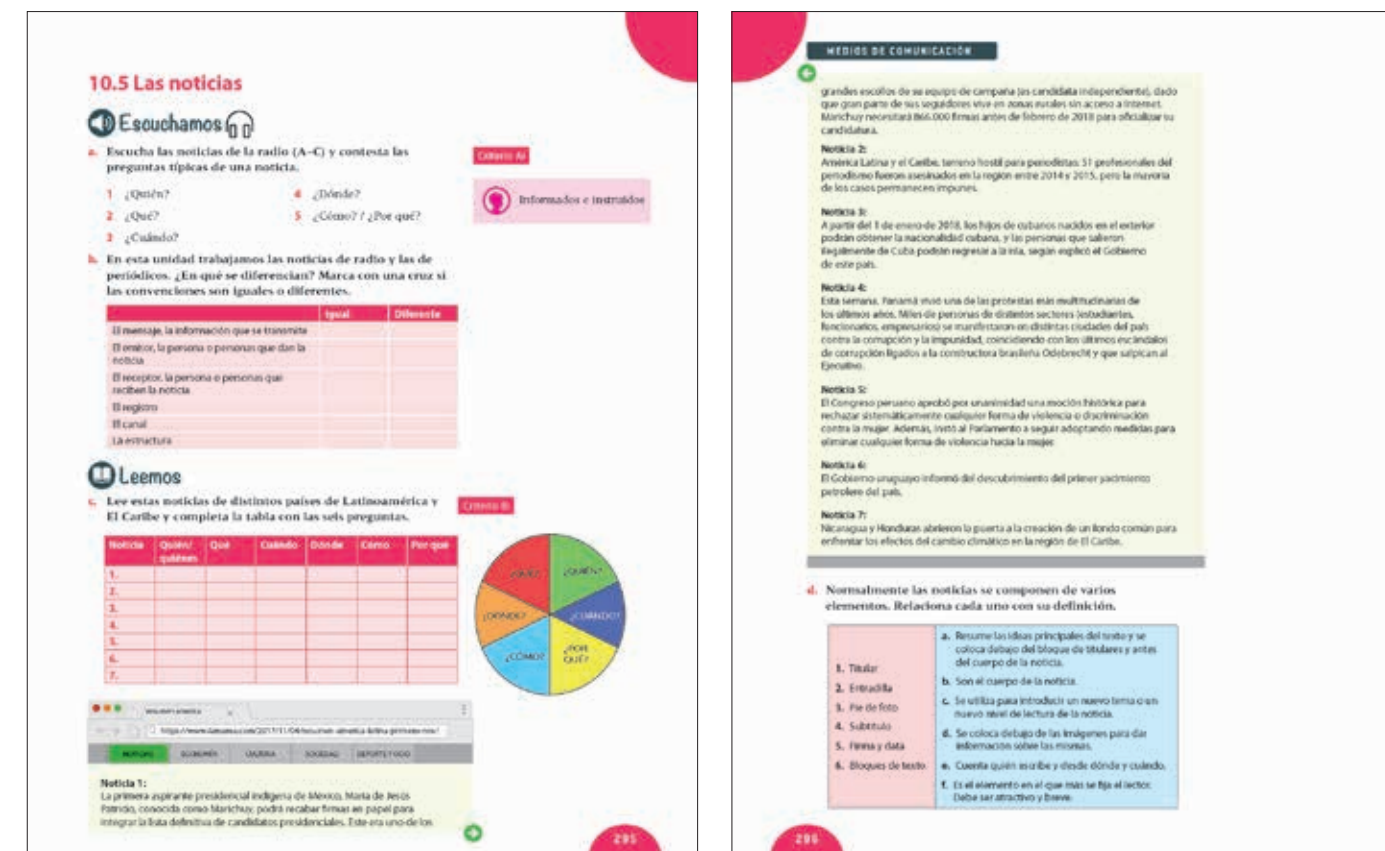 10.5 Las noticias
Escuchamos
a. Escucha las noticias de la radio (A–C) y contesta las
preguntas típicas de una noticia.
1 ¿Quién?
2 ¿Qué?
3 ¿Cuándo?
4 ¿Dónde?
5 ¿Cómo? / ¿Por qué?
Criterio Ai
Informados e instruidos
b. En esta unidad trabajamos las noticias de radio y las de
periódicos. ¿En qué se diferencian? Marca con una cruz si
las convenciones son iguales o diferentes.
Igual Diferente
El mensaje, la información que se transmite
El emisor, la persona o personas que dan la
noticia
El receptor, la persona o personas que
reciben la noticia
El registro
El canal
La estructura
Leemos
c. Lee estas noticias de distintos países de Latinoamérica y
El Caribe y completa la tabla con las seis preguntas.
Criterio Bi
Noticia Quién/ Qué Cuándo Dónde Cómo Por qué
quiénes
1.
2.
3.
4.
5.
6.
7.
¿QUÉ? ¿QUIÉN?
¿DÓNDE? ¿CUÁNDO?
¿CÓMO? ¿POR
QUÉ?
NOTICIAS ECONOMÍA CULTURA SOCIEDAD DEPORTE Y OCIO
Noticia 1:
La primera aspirante presidencial indígena de México, María de Jesús
Patricio, conocida como Marichuy, podrá recabar firmas en papel para
integrar la lista definitiva de candidatos presidenciales. Este era uno de los
295
MEDIOS DE COMUNICACIÓN
grandes escollos de su equipo de campaña (es candidata independiente), dado
que gran parte de sus seguidores vive en zonas rurales sin acceso a Internet.
Marichuy necesitará 866.000 firmas antes de febrero de 2018 para oficializar su
candidatura.
Noticia 2:
América Latina y el Caribe, terreno hostil para periodistas: 51 profesionales del
periodismo fueron asesinados en la región entre 2014 y 2015, pero la mayoría
de los casos permanecen impunes.
Noticia 3:
A partir del 1 de enero de 2018, los hijos de cubanos nacidos en el exterior
podrán obtener la nacionalidad cubana, y las personas que salieron
ilegalmente de Cuba podrán regresar a la isla, según explicó el Gobierno
de este país.
Noticia 4:
Esta semana, Panamá vivió una de las protestas más multitudinarias de
los últimos años. Miles de personas de distintos sectores (estudiantes,
funcionarios, empresarios) se manifestaron en distintas ciudades del país
contra la corrupción y la impunidad, coincidiendo con los últimos escándalos
de corrupción ligados a la constructora brasileña Odebrecht y que salpican al
Ejecutivo.
Noticia 5:
El Congreso peruano aprobó por unanimidad una moción histórica para
rechazar sistemáticamente cualquier forma de violencia o discriminación
contra la mujer. Además, instó al Parlamento a seguir adoptando medidas para
eliminar cualquier forma de violencia hacia la mujer.
Noticia 6:
El Gobierno uruguayo informó del descubrimiento del primer yacimiento
petrolero del país.
Noticia 7:
Nicaragua y Honduras abrieron la puerta a la creación de un fondo común para
enfrentar los efectos del cambio climático en la región de El Caribe.
d. Normalmente las noticias se componen de varios
elementos. Relaciona cada uno con su definición.
1. Titular
2. Entradilla
3. Pie de foto
4. Subtítulo
5. Firma y data
6. Bloques de texto
a. Resume las ideas principales del texto y se
coloca debajo del bloque de titulares y antes
del cuerpo de la noticia.
b. Son el cuerpo de la noticia.
c. Se utiliza para introducir un nuevo tema o un
nuevo nivel de lectura de la noticia.
d. Se coloca debajo de las imágenes para dar
información sobre las mismas.
e. Cuenta quién escribe y desde dónde y cuándo.
f. Es el elemento en el que más se fija el lector.
Debe ser atractivo y breve.
296